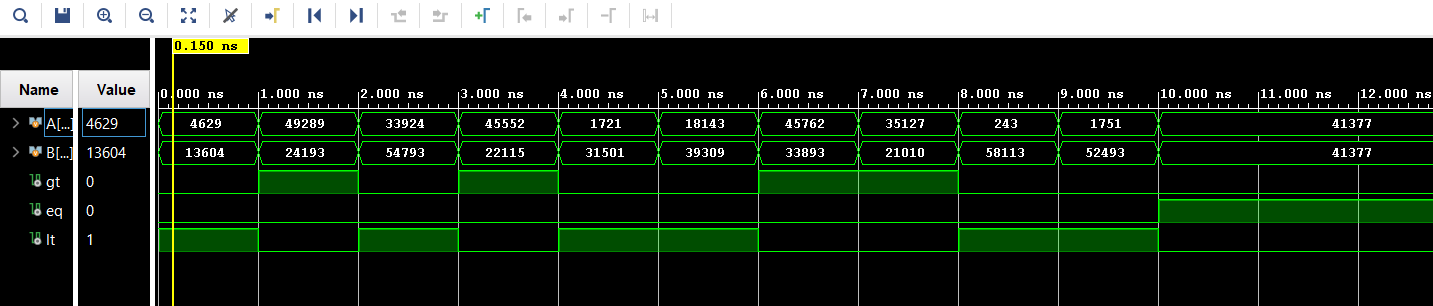 0.150 ns
Name Value 0.000 ns 1.000 ns 2.000 ns 3.000 ns 4.000 ns 5.000 ns 6.000 ns 7.000 ns 8.000 ns 9.000 ns 10.000 ns 11.000 ns 12.000 ns
A[...] 4629 4629 49289 33924 45552 1721 18143 45762 35127 243 1751 41377
B[...] 13604 13604 24193 54793 22115 31501 39309 33893 21010 58113 52493 41377
gt 0
eq 0
lt 1